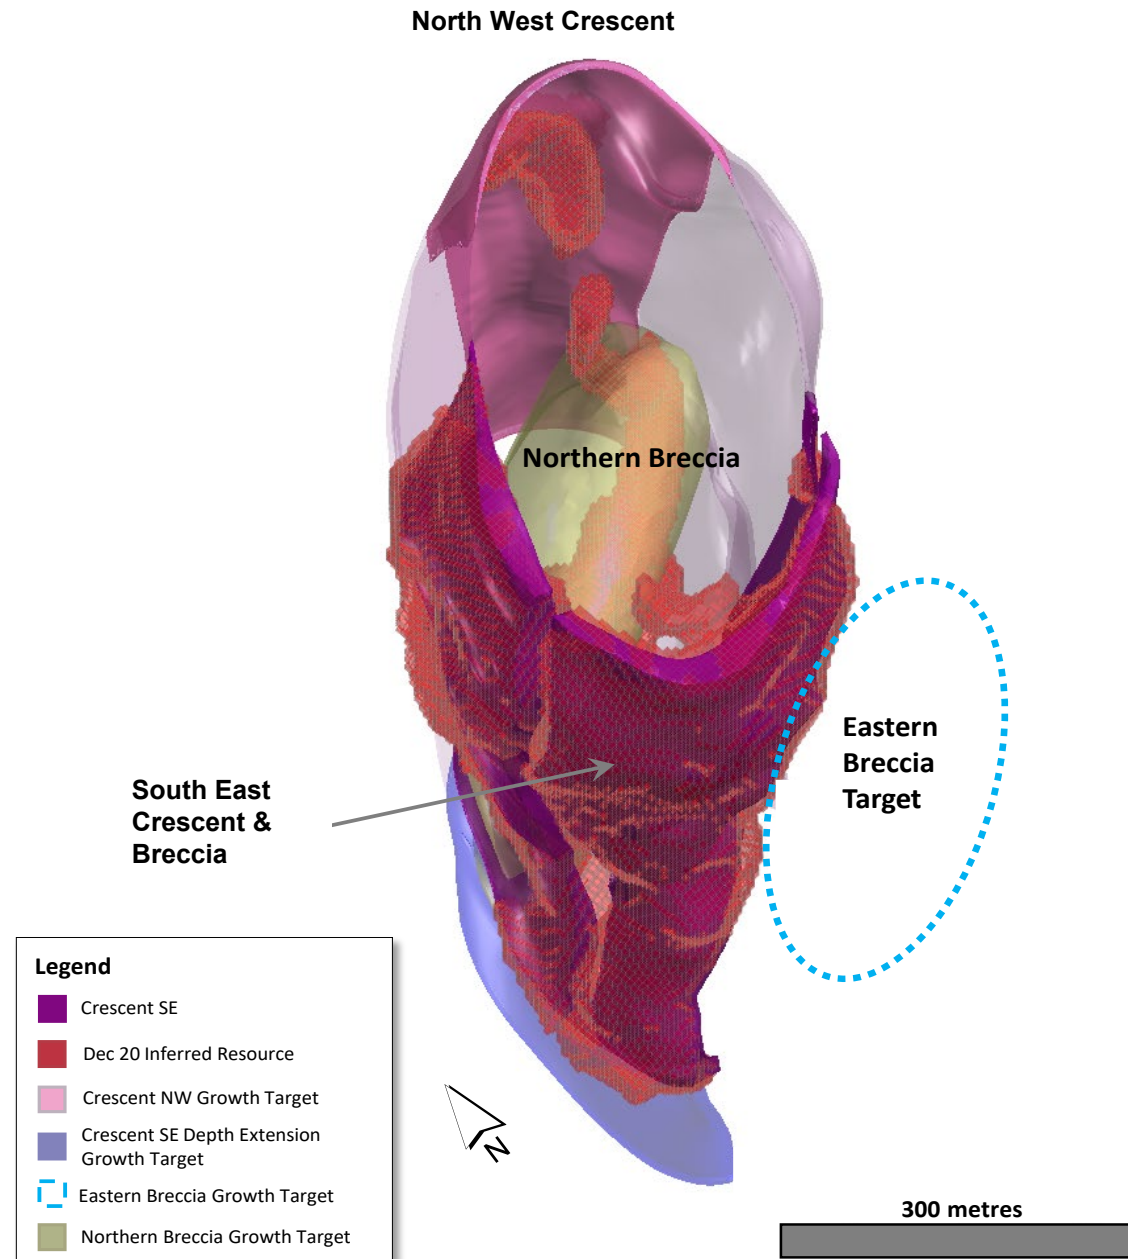 North West Crescent
Northern Breccia
Eastern
Breccia
Target
South East
Crescent &
Breccia
Legend
Crescent SE
Dec 20 Inferred Resource
Crescent NW Growth Target
Crescent SE Depth Extension
Growth Target
Eastern Breccia Growth Target
Northern Breccia Growth Target
N
300 metres